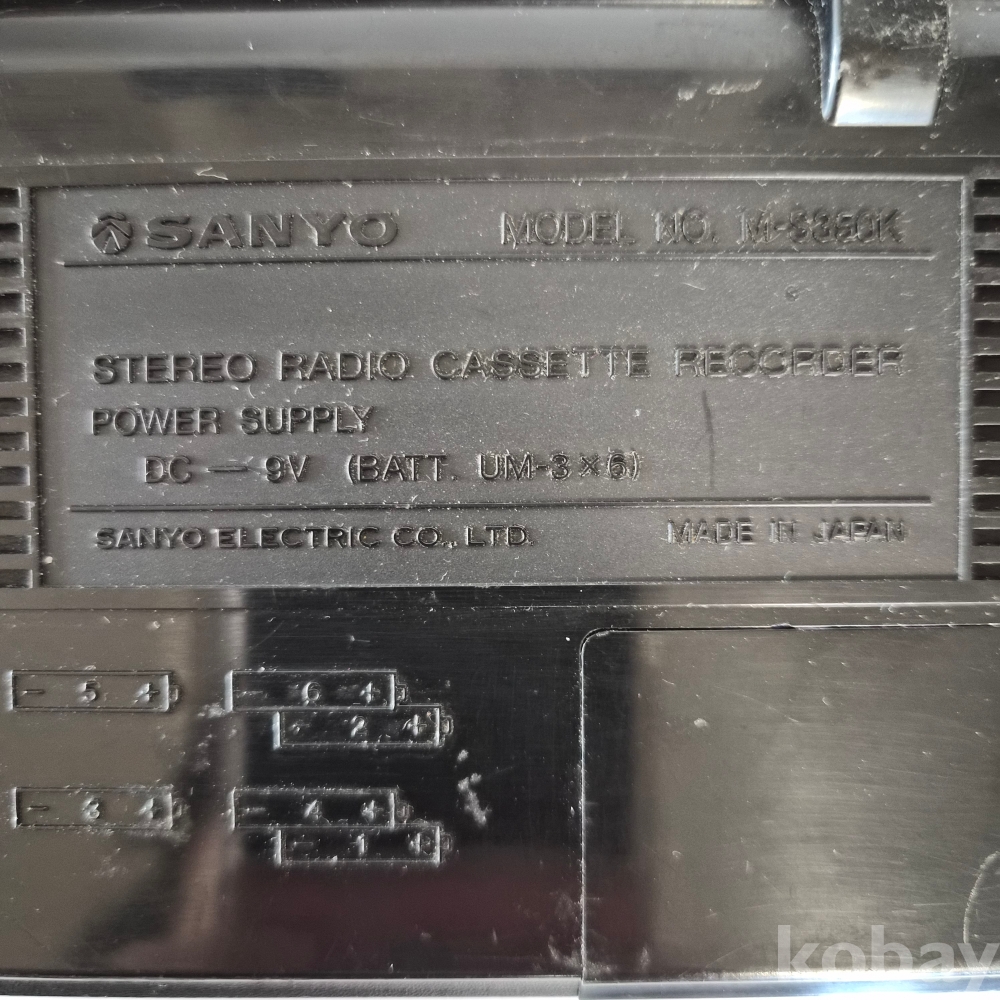 SANYO MODEL NO. M-S350K
STEREO RADIO CASSETTE RECORDER
POWER SUPPLY
DC — 9V (BATT. UM-3×6)
SANYO ELECTRIC CO., LTD. MADE IN JAPAN
- 5 +
- 6 +
- 2 +
- 3 +
- 4 +
- 1 +
kobay